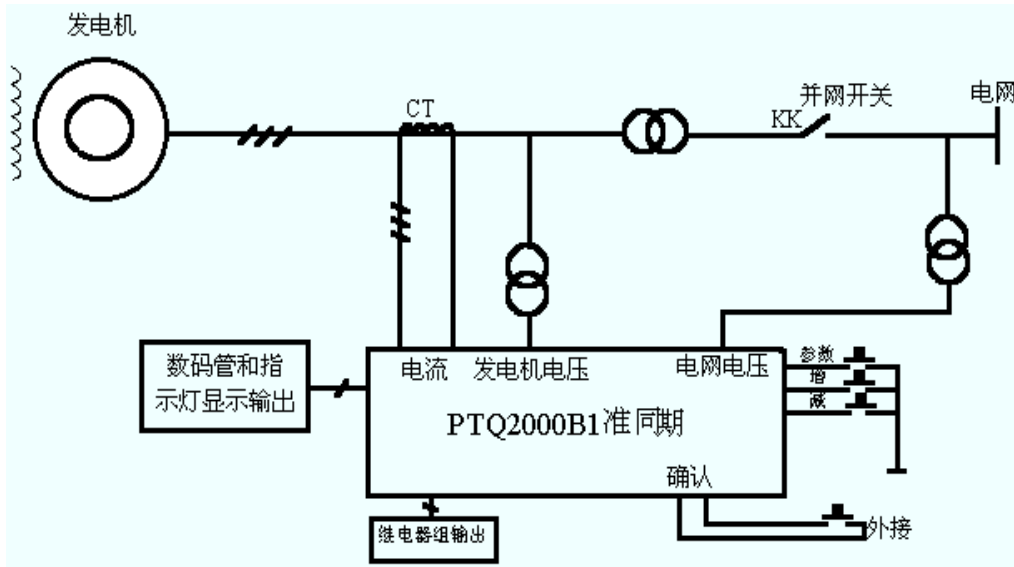 发电机
CT
KK
并网开关
电网
数码管和指
示灯显示输出
电流
发电机电压
电网电压
参数
增
减
PTQ2000B1准同期
确认
继电器组输出
外接